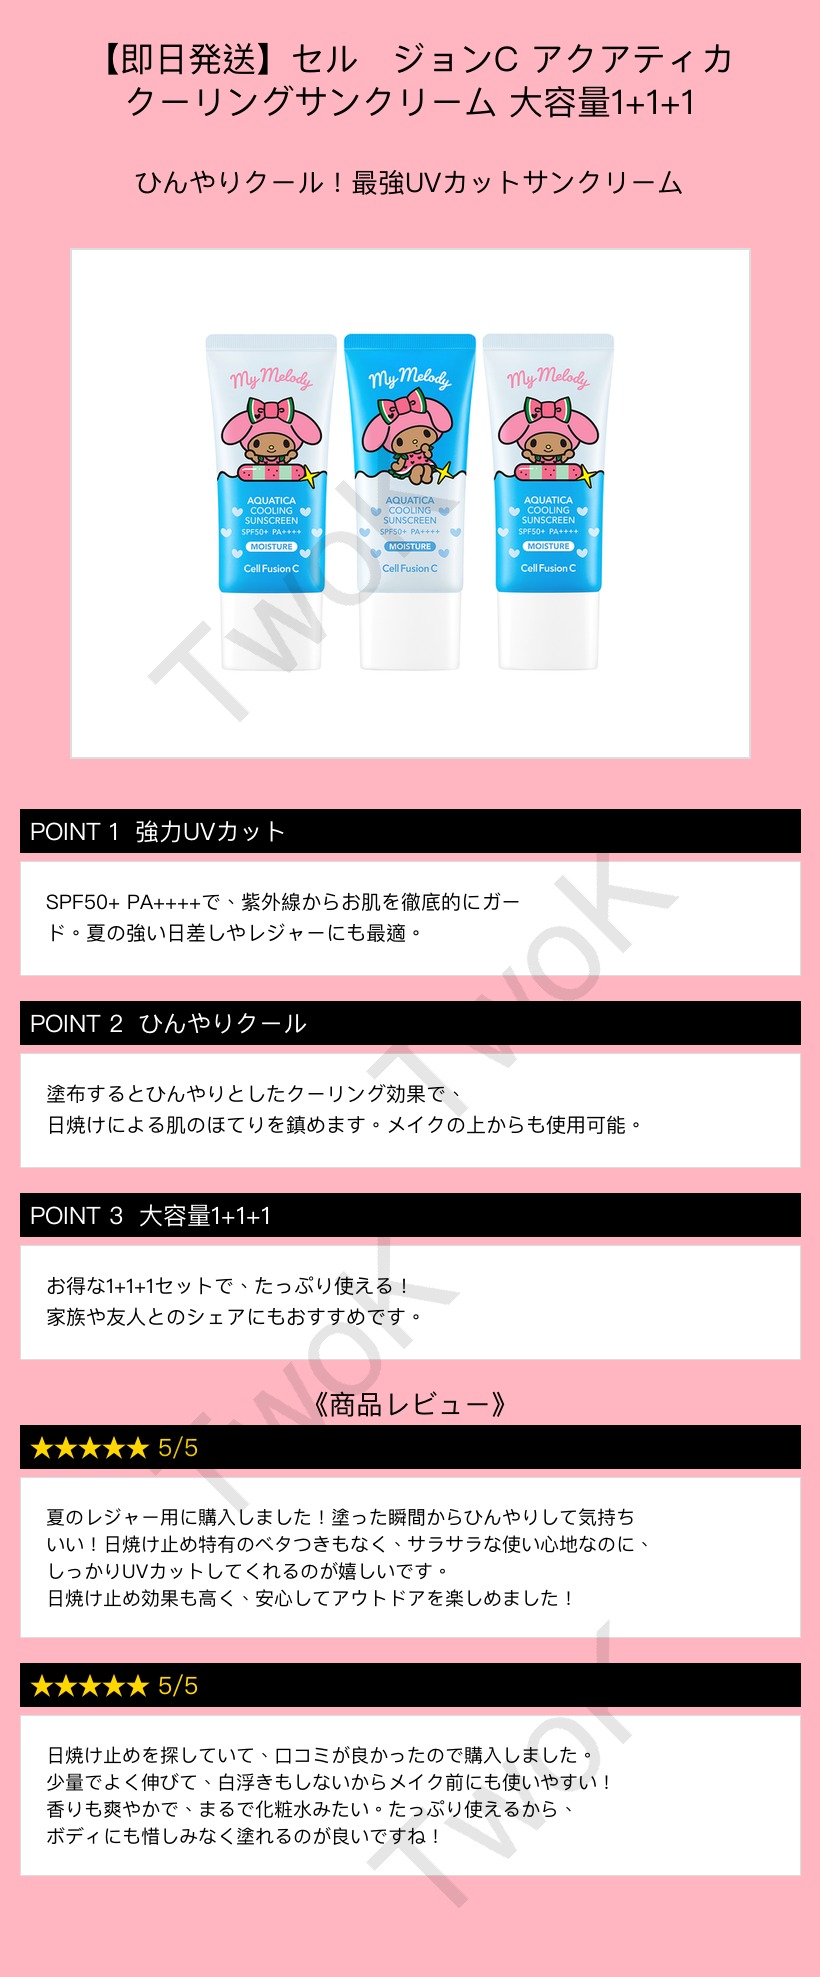 【即日発送】セル　ジョンC アクアティカ
クーリングサンクリーム 大容量1+1+1
ひんやりクール！最強UVカットサンクリーム
My Melody
My Melody
My Melody
AQUATICA
COOLING
SUNSCREEN
SPF50+ PA++++
MOISTURE
Cell Fusion C
AQUATICA
COOLING
SUNSCREEN
SPF50+ PA++++
MOISTURE
Cell Fusion C
AQUATICA
COOLING
SUNSCREEN
SPF50+ PA++++
MOISTURE
Cell Fusion C
TwoK
POINT 1 強力UVカット
SPF50+ PA++++で、紫外線からお肌を徹底的にガー
ド。夏の強い日差しやレジャーにも最適。
TwoK
POINT 2 ひんやりクール
塗布するとひんやりとしたクーリング効果で、
日焼けによる肌のほてりを鎮めます。メイクの上からも使用可能。
POINT 3 大容量1+1+1
お得な1+1+1セットで、たっぷり使える！
家族や友人とのシェアにもおすすめです。
TwoK
《商品レビュー》
★★★★★ 5/5
夏のレジャー用に購入しました！塗った瞬間からひんやりして気持ち
いい！日焼け止め特有のベタつきもなく、サラサラな使い心地なのに、
しっかりUVカットしてくれるのが嬉しいです。
日焼け止め効果も高く、安心してアウトドアを楽しめました！
★★★★★ 5/5
日焼け止めを探していて、口コミが良かったので購入しました。
少量でよく伸びて、白浮きもしないからメイク前にも使いやすい！
香りも爽やかで、まるで化粧水みたい。たっぷり使えるから、
ボディにも惜しみなく塗れるのが良いですね！
TwoK